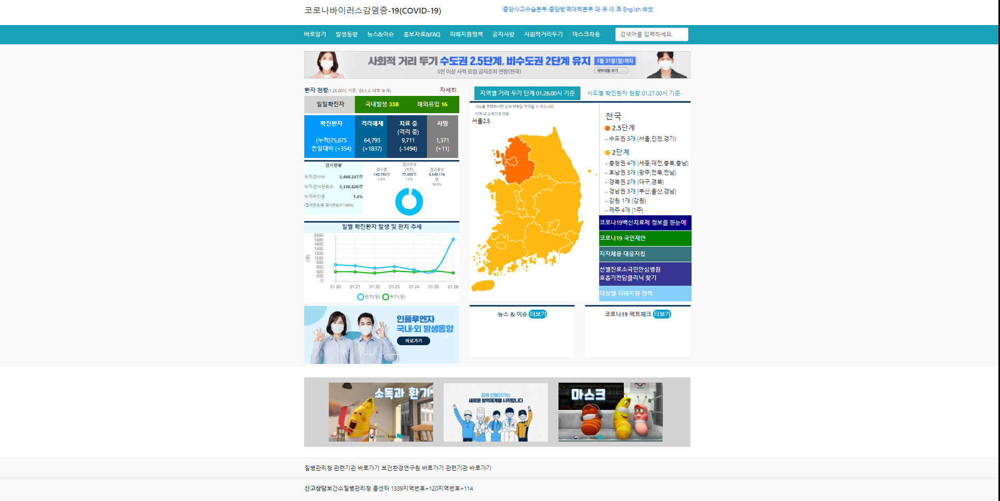 코로나바이러스감염증-19(COVID-19)
중앙사고수습본부 중앙방역대책본부 페 유 네 트 English 中文
바로알기 발생동향 뉴스&이슈 홍보자료&FAQ 피해지원정책 공지사항 사회적거리두기 마스크착용 검색어를 입력하세요.
사회적 거리 두기 수도권 2.5단계, 비수도권 2단계 유지 1월 31일(일)까지
5인 이상 사적 모임 금지조치 연장(전국) 세부내용 보기
환자 현황(1.26.00시 기준, '20.1.3. 이후 누계) 자세히
일일확진자 국내발생 338 해외유입 16
확진환자
(누적)75,875
전일대비 (+354)
격리해제
64,793
(+1837)
치료 중
(격리 중)
9,711
(-1494)
사망
1,371
(+11)
검사현황
누적검사수 5,469,247건
누적검사완료수 5,330,820건
누적확진율 1.4%
(결과양성/총 검사완료수*100%)
검사중
142,753명
2.6%
결과양성
(확진)
77,395명
1.4%
결과음성
5,349,116
명
96.0%
일별 확진환자 발생 및 완치 추세
(명)
2000
1800
1600
1400
1200
1000
800
600
400
200
0
01.20 01.21 01.22 01.23 01.24 01.25 01.26
완치(일) 확진(일)
인플루엔자
국내·외 발생동향
바로가기
지역별 거리 두기 단계 01.26.00시 기준 시도별 확진환자 현황 01.27.00시 기준
시도를 클릭하시면 상세 현황을 확인할 수 있습니다.
지역 내 상세단계 있음
서울2.5
전국
2.5단계
- 수도권 3개 (서울,인천,경기)
2단계
- 충청권 4개 (세종,대전,충북,충남)
- 호남권 3개 (광주,전북,전남)
- 경북권 2개 (대구,경북)
- 경남권 3개 (부산,울산,경남)
- 강원 1개 (강원)
- 제주 4개 (1주)
코로나19백신치료제 정보를 한눈에
코로나19 국민제안
지자체용 대응지침
선별진료소국민안심병원
호흡기전담클리닉 찾기
대상별 피해지원 정책
뉴스 & 이슈 더보기
코로나19 팩트체크 더보기
소독과 환기
tuba
함께 만들어가는
새로운 방역체계를 시작합니다
마스크
tuba
질병관리청 관련기관 바로가기 보건환경연구원 바로가기 관련기관 바로가기
신고상담보건소질병관리청 콜센터 1339지역번호+120지역번호+114